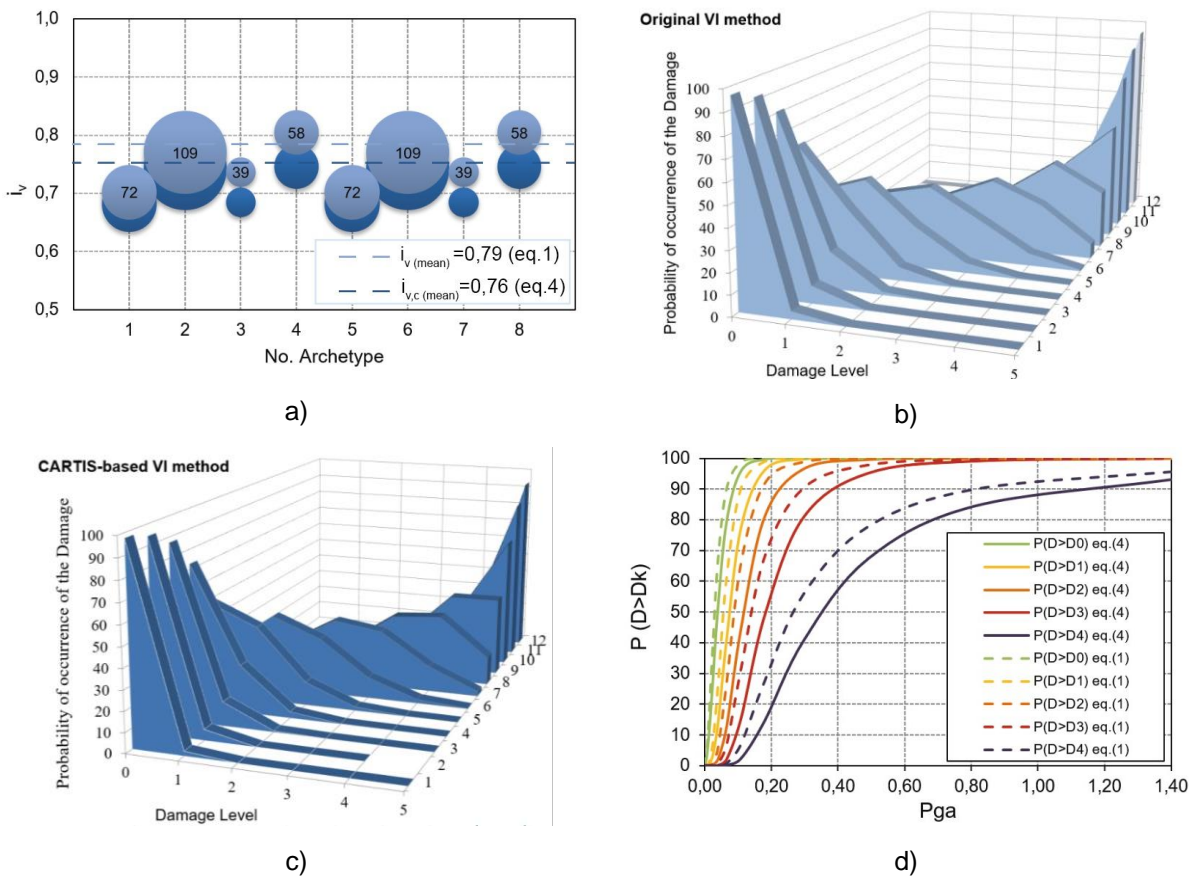 1,0
0,9
0,8
0,7
0,6
0,5
iv
72
109
39
58
72
109
39
58
iv (mean)=0,79 (eq.1)
iv,c (mean)=0,76 (eq.4)
1 2 3 4 5 6 7 8
No. Archetype
a)
Original VI method
Probability of occurrence of the Damage
100
90
80
70
60
50
40
30
20
10
0
0 1 2 3 4 5
Damage Level
1
2
3
4
5
6
7
8
9
10
11
12
b)
CARTIS-based VI method
Probability of occurrence of the Damage
100
90
80
70
60
50
40
30
20
10
0
0 1 2 3 4 5
Damage Level
1
2
3
4
5
6
7
8
9
10
11
12
c)
P (D>Dk)
100
90
80
70
60
50
40
30
20
10
0
P(D>D0) eq.(4)
P(D>D1) eq.(4)
P(D>D2) eq.(4)
P(D>D3) eq.(4)
P(D>D4) eq.(4)
P(D>D0) eq.(1)
P(D>D1) eq.(1)
P(D>D2) eq.(1)
P(D>D3) eq.(1)
P(D>D4) eq.(1)
0,00 0,20 0,40 0,60 0,80 1,00 1,20 1,40
Pga
d)